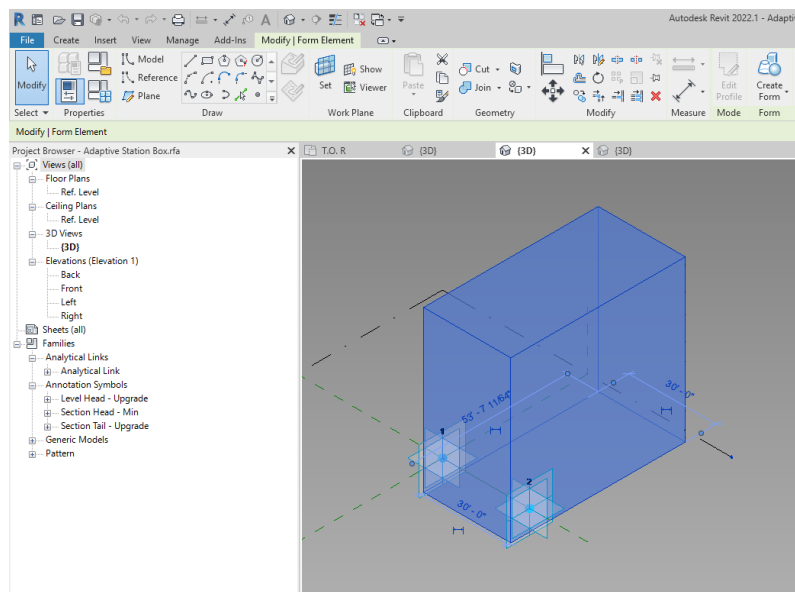 Autodesk Revit 2022.1 - Adaptiv
File Create Insert View Manage Add-Ins Modify | Form Element
Modify
Model
Reference
Plane
Set
Show
Viewer
Paste
Cut
Join
Edit Profile
Create Form
Select Properties Draw Work Plane Clipboard Geometry Modify Measure Mode Form
Modify | Form Element
Project Browser - Adaptive Station Box.rfa
T.O. R {3D} {3D} {3D}
Views (all)
Floor Plans
Ref. Level
Ceiling Plans
Ref. Level
3D Views
{3D}
Elevations (Elevation 1)
Back
Front
Left
Right
Sheets (all)
Families
Analytical Links
Analytical Link
Annotation Symbols
Level Head - Upgrade
Section Head - Min
Section Tail - Upgrade
Generic Models
Pattern
53' - 7 11/64"
30' - 0"
1
2
30' - 0"